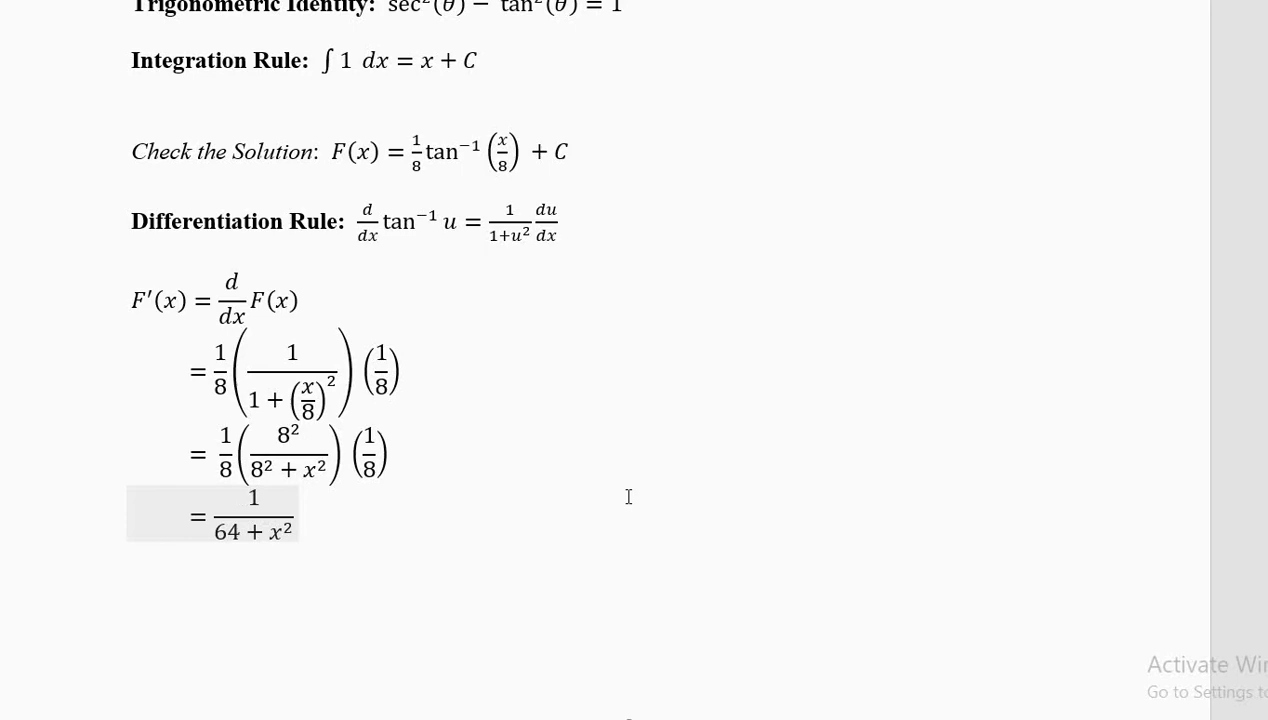 Trigonometric Identity: sec²(θ) − tan²(θ) = 1
Integration Rule: ∫ 1 dx = x + C
Check the Solution: F(x) = 1/8 tan⁻¹ (x/8) + C
Differentiation Rule: d/dx tan⁻¹ u = 1/(1+u²) du/dx
F′(x) = d/dx F(x)
= 1/8 (1/(1 + (x/8)²)) (1/8)
= 1/8 (8²/(8² + x²)) (1/8)
= 1/(64 + x²)
Activate Wi
Go to Settings to